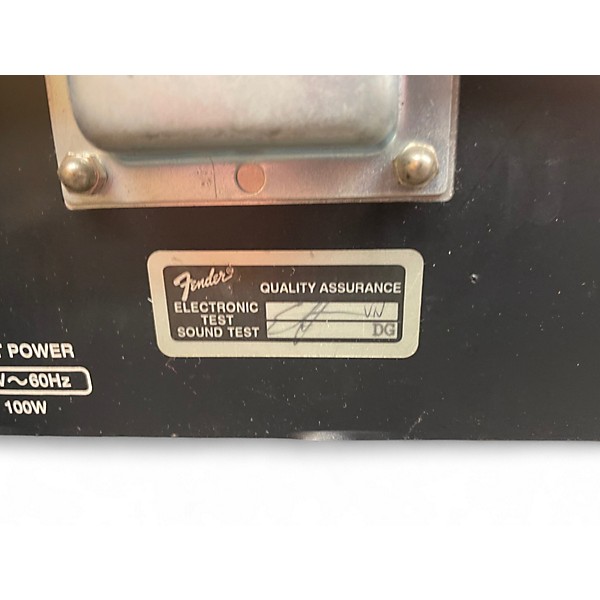 Fender®
QUALITY ASSURANCE
ELECTRONIC TEST VN
SOUND TEST DG
T POWER
V~60Hz
100W